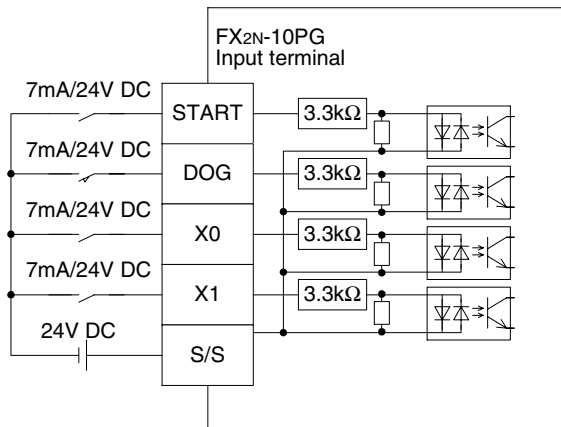 FX2N-10PG
Input terminal
7mA/24V DC
START
3.3kΩ
7mA/24V DC
DOG
3.3kΩ
7mA/24V DC
X0
3.3kΩ
7mA/24V DC
X1
3.3kΩ
24V DC
S/S